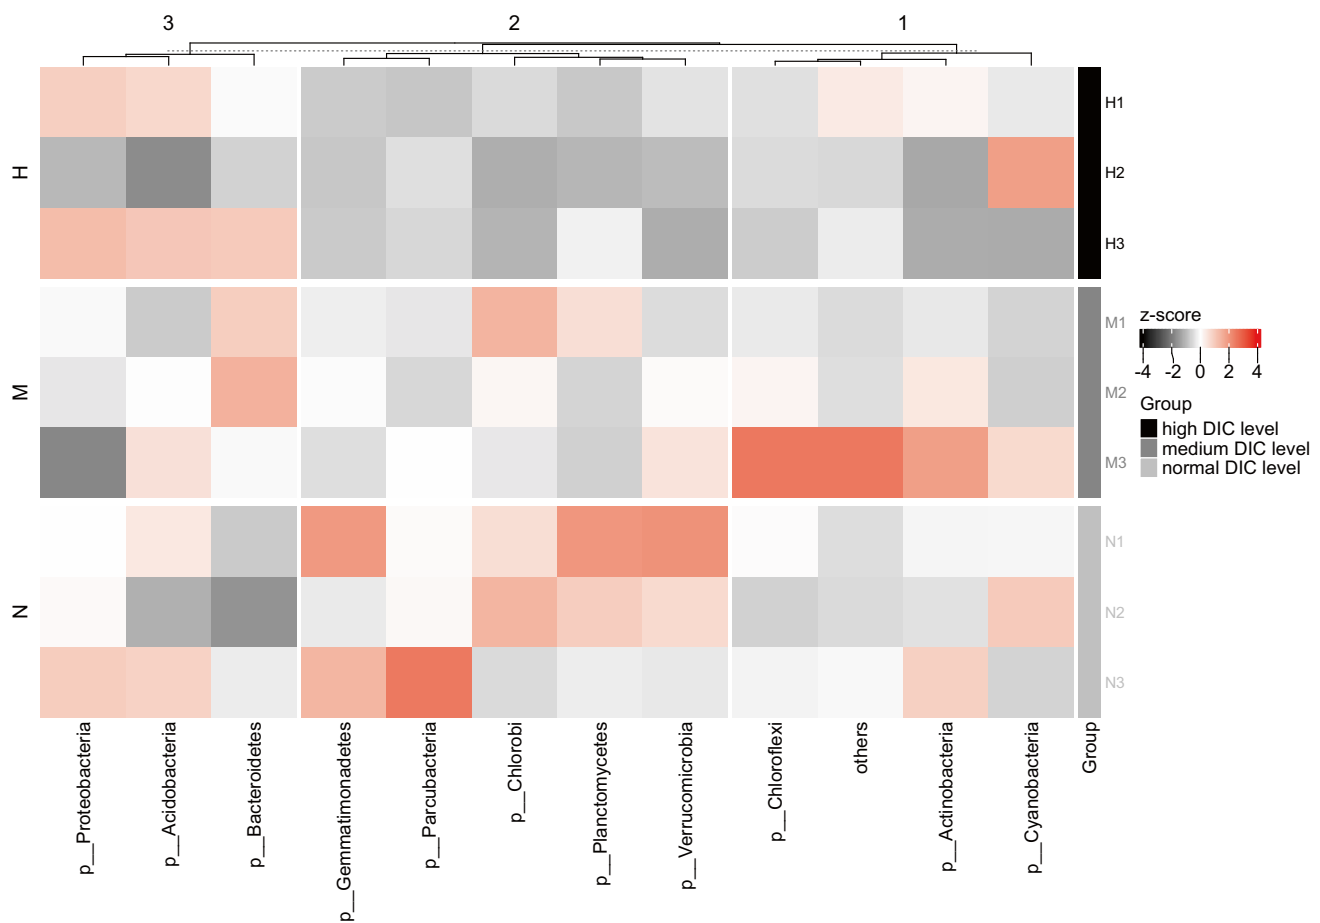 3 2 1
H
H1
H2
H3
M
M1
M2
M3
N
N1
N2
N3
p__Proteobacteria
p__Acidobacteria
p__Bacteroidetes
p__Gemmatimonadetes
p__Parcubacteria
p__Chlorobi
p__Planctomycetes
p__Verrucomicrobia
p__Chloroflexi
others
p__Actinobacteria
p__Cyanobacteria
Group
z-score
-4 -2 0 2 4
Group
high DIC level
medium DIC level
normal DIC level